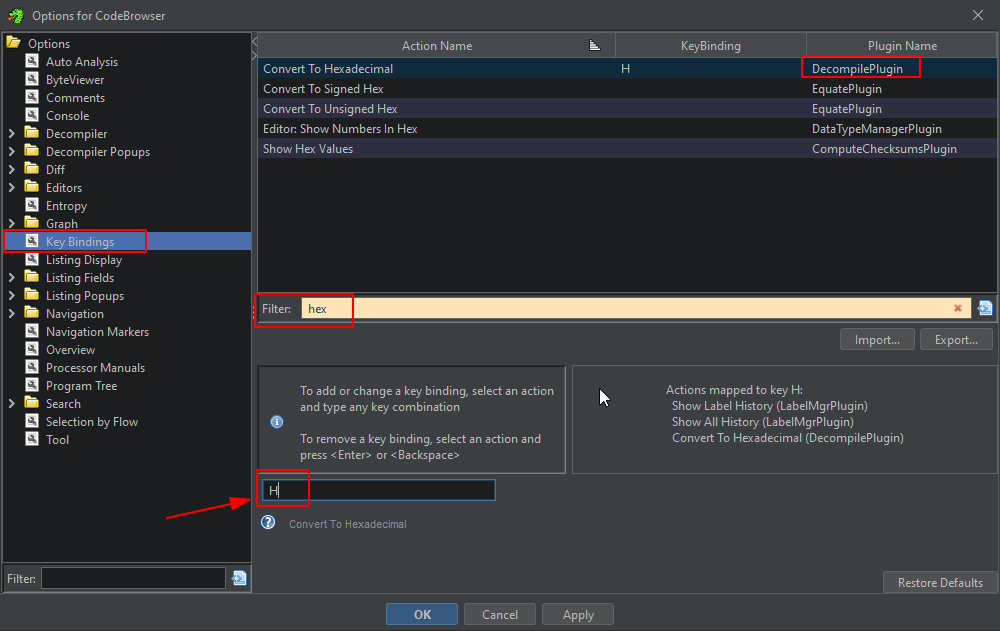 Options for CodeBrowser
Options
Auto Analysis
ByteViewer
Comments
Console
Decompiler
Decompiler Popups
Diff
Editors
Entropy
Graph
Key Bindings
Listing Display
Listing Fields
Listing Popups
Navigation
Navigation Markers
Overview
Processor Manuals
Program Tree
Search
Selection by Flow
Tool
Filter:
Action Name KeyBinding Plugin Name
Convert To Hexadecimal H DecompilePlugin
Convert To Signed Hex EquatePlugin
Convert To Unsigned Hex EquatePlugin
Editor: Show Numbers In Hex DataTypeManagerPlugin
Show Hex Values ComputeChecksumsPlugin
Filter: hex
Import... Export...
To add or change a key binding, select an action
and type any key combination
To remove a key binding, select an action and
press <Enter> or <Backspace>
Actions mapped to key H:
Show Label History (LabelMgrPlugin)
Show All History (LabelMgrPlugin)
Convert To Hexadecimal (DecompilePlugin)
H
Convert To Hexadecimal
Restore Defaults
OK Cancel Apply